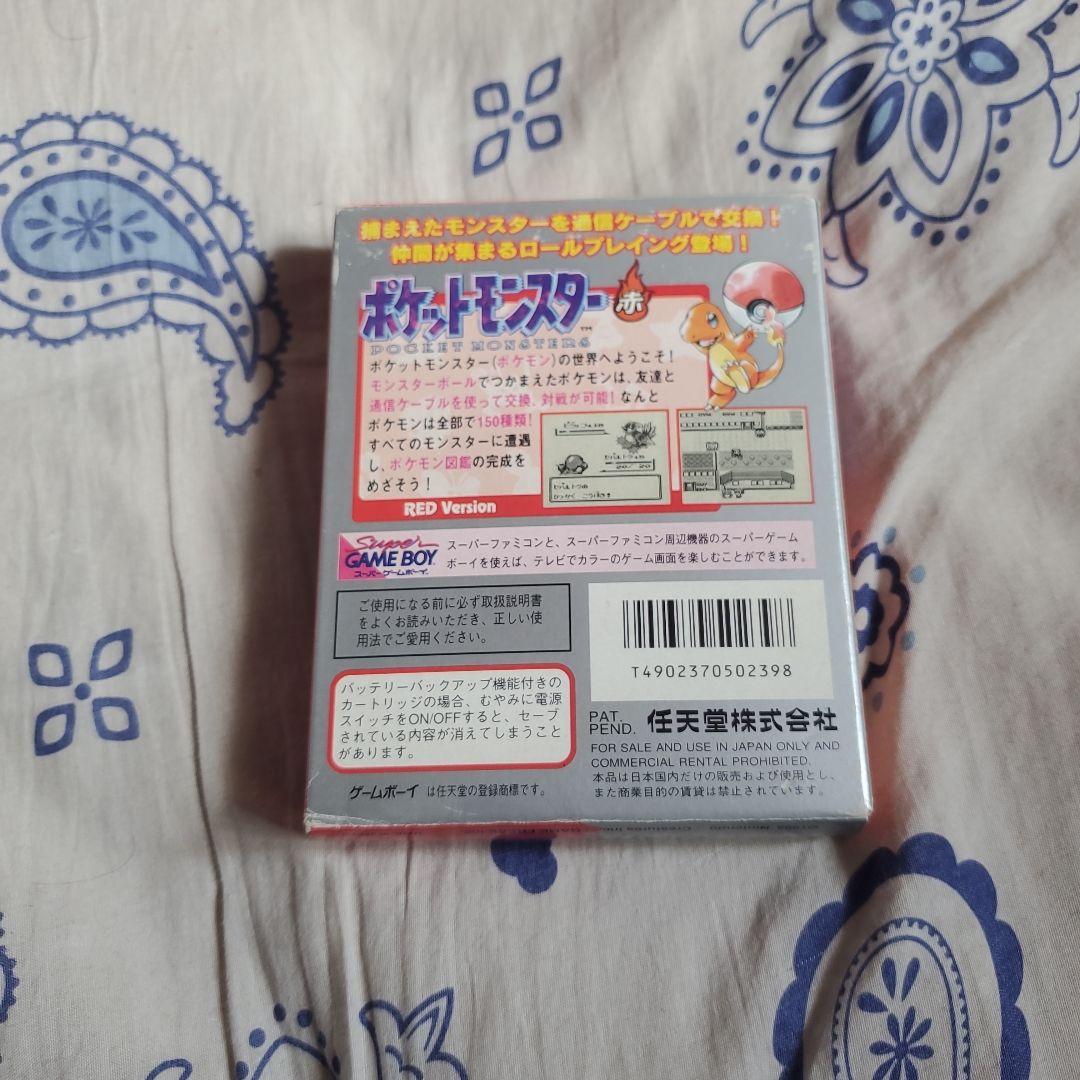 捕まえたモンスターを通信ケーブルで交換！
仲間が集まるロールプレイング登場！
ポケットモンスター 赤
POCKET MONSTERS ™
ポケットモンスター(ポケモン)の世界へようこそ！
モンスターボールでつかまえたポケモンは、友達と
通信ケーブルを使って交換、対戦が可能！なんと
ポケモンは全部で150種類！
すべてのモンスターに遭遇
し、ポケモン図鑑の完成を
めざそう！
RED Version
20/ 20
Super
GAME BOY
スーパーゲームボーイ
スーパーファミコンと、スーパーファミコン周辺機器のスーパーゲーム
ボーイを使えば、テレビでカラーのゲーム画面を楽しむことができます。
ご使用になる前に必ず取扱説明書
をよくお読みいただき、正しい使
用法でご愛用ください。
T4902370502398
バッテリーバックアップ機能付きの
カートリッジの場合、むやみに電源
スイッチをON/OFFすると、セーブ
されている内容が消えてしまうこと
があります。
PAT. PEND. 任天堂株式会社
FOR SALE AND USE IN JAPAN ONLY AND
COMMERCIAL RENTAL PROHIBITED.
本品は日本国内だけの販売および使用とし、
また商業目的の賃貸は禁止されています。
ゲームボーイ は任天堂の登録商標です。